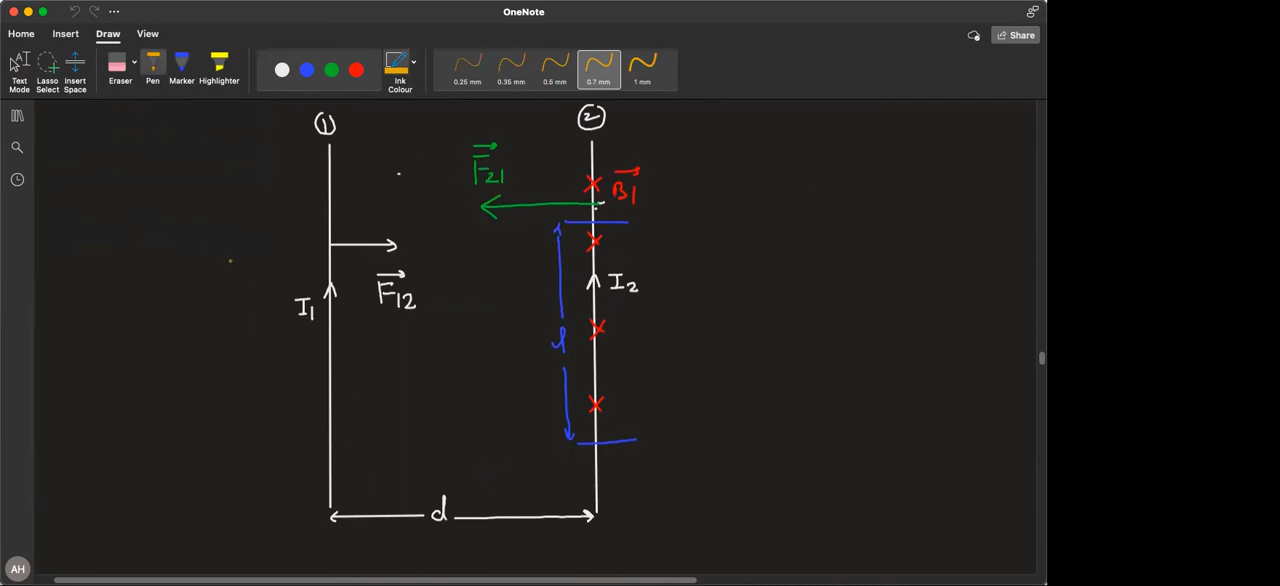 OneNote
Home Insert Draw View
Share
Text Mode
Lasso Select
Insert Space
Eraser
Pen
Marker
Highlighter
Ink Colour
0.25 mm
0.35 mm
0.5 mm
0.7 mm
1 mm
① ②
F21
B1
I1
F12
I2
l
d
AH